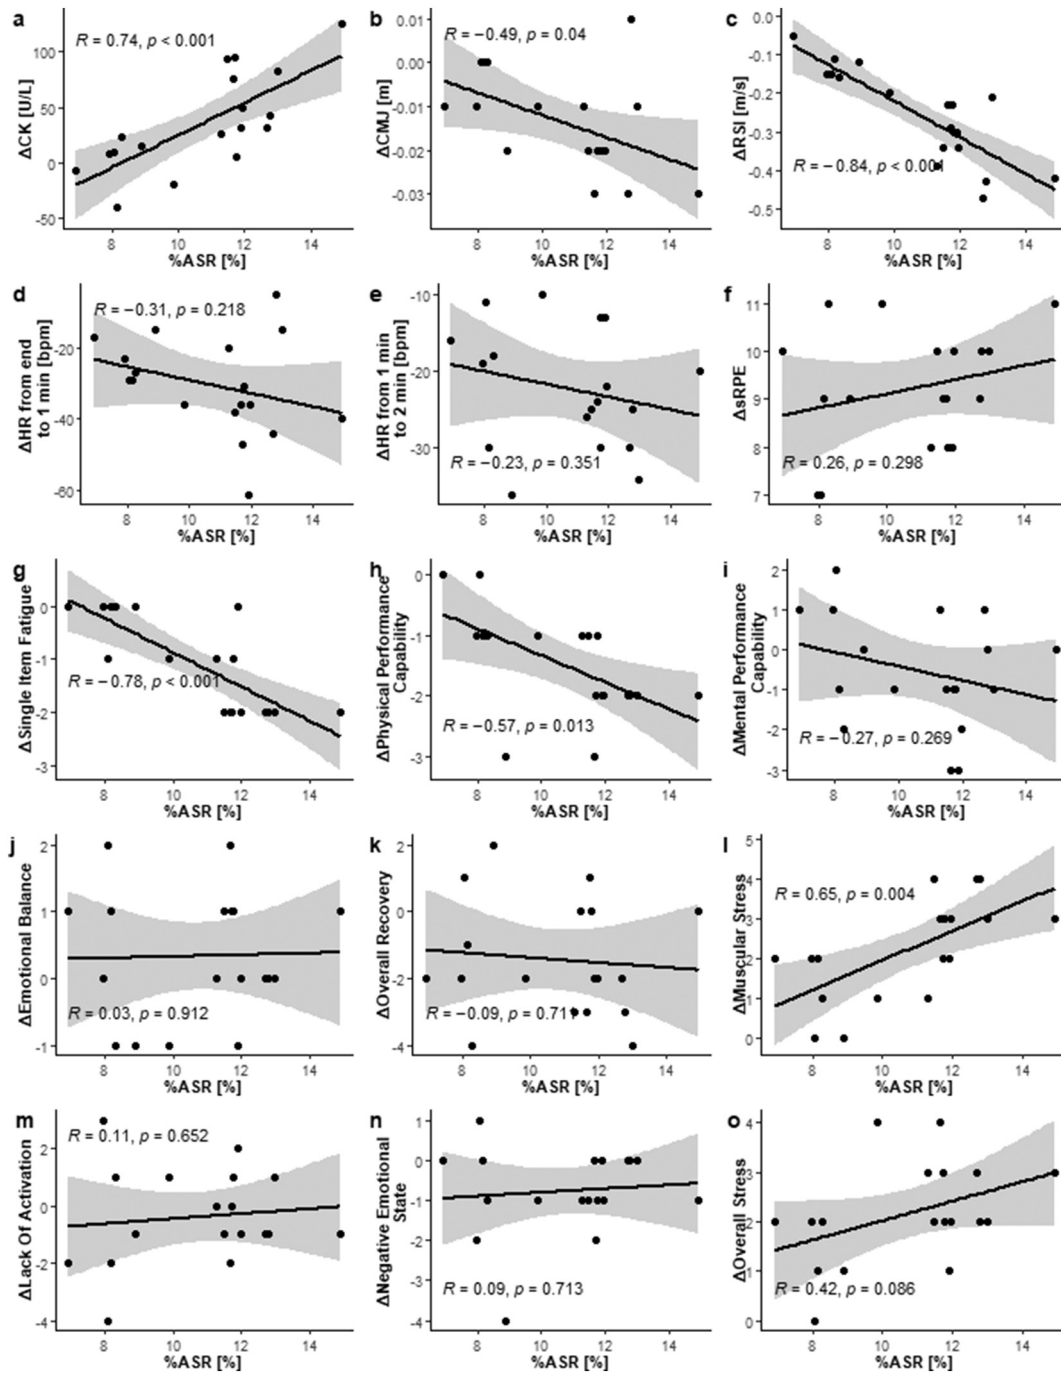 a
R = 0.74, p < 0.001
ΔCK [U/L]
100
50
0
-50
8 10 12 14
%ASR [%]
b
R = −0.49, p = 0.04
ΔCMJ [m]
0.01
0.00
-0.01
-0.02
-0.03
8 10 12 14
%ASR [%]
c
R = −0.84, p < 0.001
ΔRSI [m/s]
0.0
-0.1
-0.2
-0.3
-0.4
-0.5
8 10 12 14
%ASR [%]
d
R = −0.31, p = 0.218
ΔHR from end
to 1 min [bpm]
-20
-40
-60
8 10 12 14
%ASR [%]
e
R = −0.23, p = 0.351
ΔHR from 1 min
to 2 min [bpm]
-10
-20
-30
8 10 12 14
%ASR [%]
f
R = 0.26, p = 0.298
ΔsRPE
11
10
9
8
7
8 10 12 14
%ASR [%]
g
R = −0.78, p < 0.001
ΔSingle Item Fatigue
0
-1
-2
-3
8 10 12 14
%ASR [%]
h
R = −0.57, p = 0.013
ΔPhysical Performance
Capability
0
-1
-2
-3
8 10 12 14
%ASR [%]
i
R = −0.27, p = 0.269
ΔMental Performance
Capability
2
1
0
-1
-2
-3
8 10 12 14
%ASR [%]
j
R = 0.03, p = 0.912
ΔEmotional Balance
2
1
0
-1
8 10 12 14
%ASR [%]
k
R = −0.09, p = 0.711
ΔOverall Recovery
2
0
-2
-4
8 10 12 14
%ASR [%]
l
R = 0.65, p = 0.004
ΔMuscular Stress
5
4
3
2
1
0
8 10 12 14
%ASR [%]
m
R = 0.11, p = 0.652
ΔLack Of Activation
2
0
-2
-4
8 10 12 14
%ASR [%]
n
R = 0.09, p = 0.713
ΔNegative Emotional
State
1
0
-1
-2
-3
-4
8 10 12 14
%ASR [%]
o
R = 0.42, p = 0.086
ΔOverall Stress
4
3
2
1
0
8 10 12 14
%ASR [%]